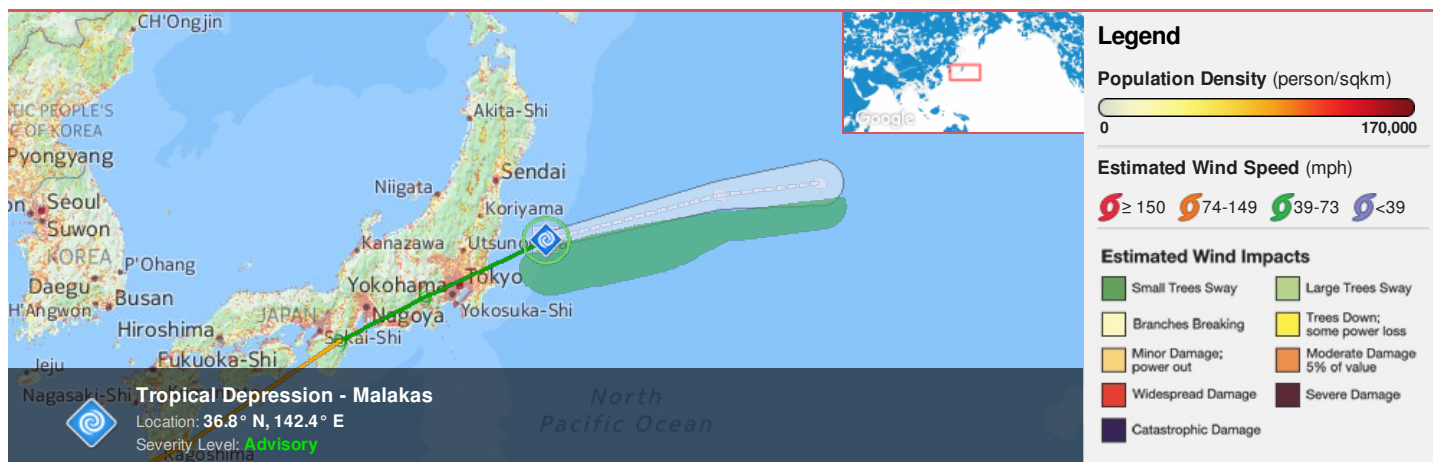 CH'Ongjin
TIC PEOPLE'S
C OF KOREA
Pyongyang
Akita-Shi
Sendai
Niigata
Koriyama
Seoul
Suwon
KOREA
Kanazawa
P'Ohang
Daegu
Busan
H'Angwon
Yokohama
Tokyo
Nagoya
Yokosuka-Shi
JAPAN
Hiroshima
Sakai-Shi
Fukuoka-Shi
Jeju
Nagasaki-Shi
Kagoshima
North
Pacific Ocean
Google
Tropical Depression - Malakas
Location: 36.8° N, 142.4° E
Severity Level: Advisory
Legend
Population Density (person/sqkm)
0 170,000
Estimated Wind Speed (mph)
≥ 150 74-149 39-73 <39
Estimated Wind Impacts
Small Trees Sway
Large Trees Sway
Branches Breaking
Trees Down;
some power loss
Minor Damage;
power out
Moderate Damage
5% of value
Widespread Damage
Severe Damage
Catastrophic Damage